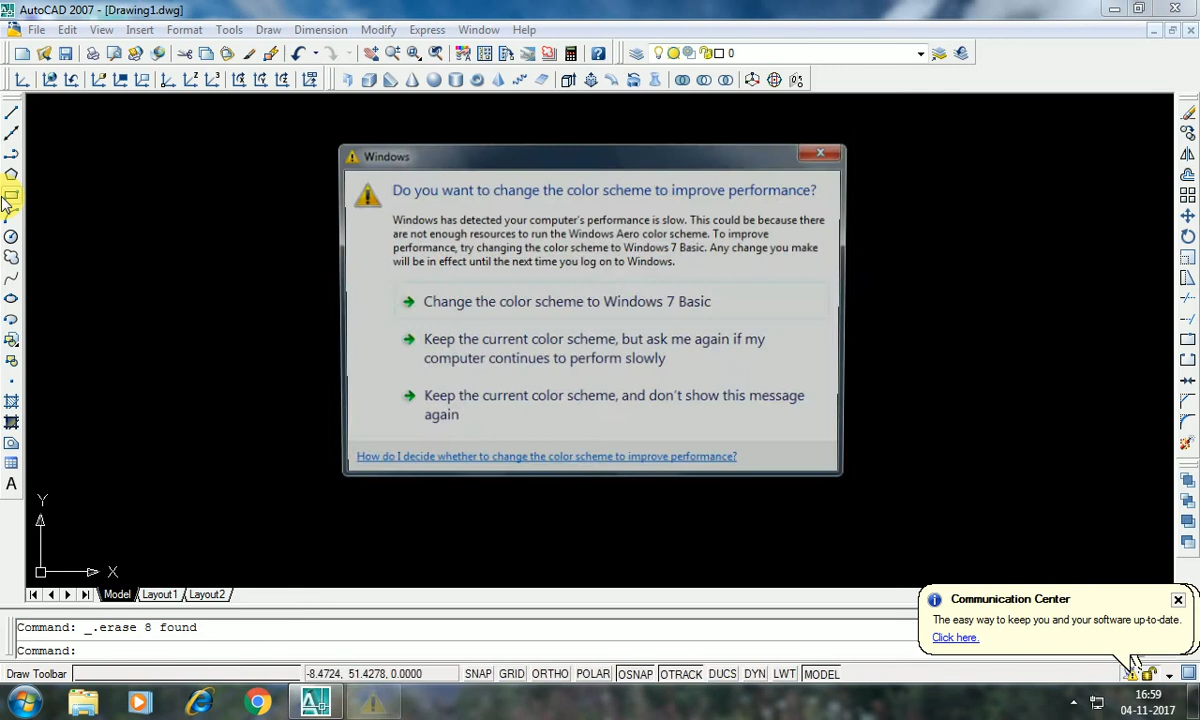 AutoCAD 2007 - [Drawing1.dwg]
File Edit View Insert Format Tools Draw Dimension Modify Express Window Help
0
Windows
Do you want to change the color scheme to improve performance?
Windows has detected your computer's performance is slow. This could be because there
are not enough resources to run the Windows Aero color scheme. To improve
performance, try changing the color scheme to Windows 7 Basic. Any change you make
will be in effect until the next time you log on to Windows.
Change the color scheme to Windows 7 Basic
Keep the current color scheme, but ask me again if my
computer continues to perform slowly
Keep the current color scheme, and don't show this message
again
How do I decide whether to change the color scheme to improve performance?
A
Y
X
Model Layout1 Layout2
Communication Center
The easy way to keep you and your software up-to-date.
Click here.
Command: _.erase 8 found
Command:
Draw Toolbar -8.4724, 51.4278, 0.0000 SNAP GRID ORTHO POLAR OSNAP OTRACK DUCS DYN LWT MODEL
16:59
04-11-2017